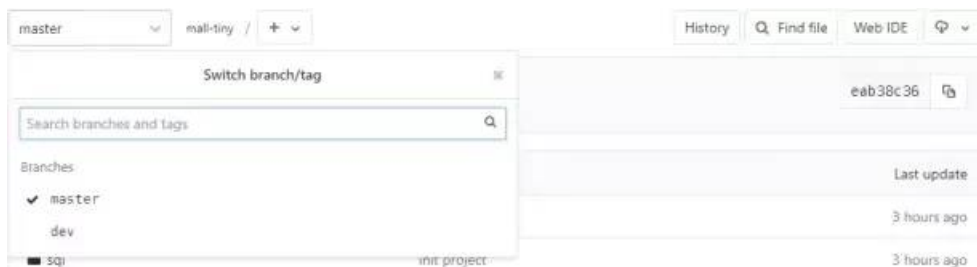 master mall-tiny / + History Find file Web IDE
Switch branch/tag
eab38c36
Search branches and tags
Branches
Last update
master
3 hours ago
dev
sql init project 3 hours ago